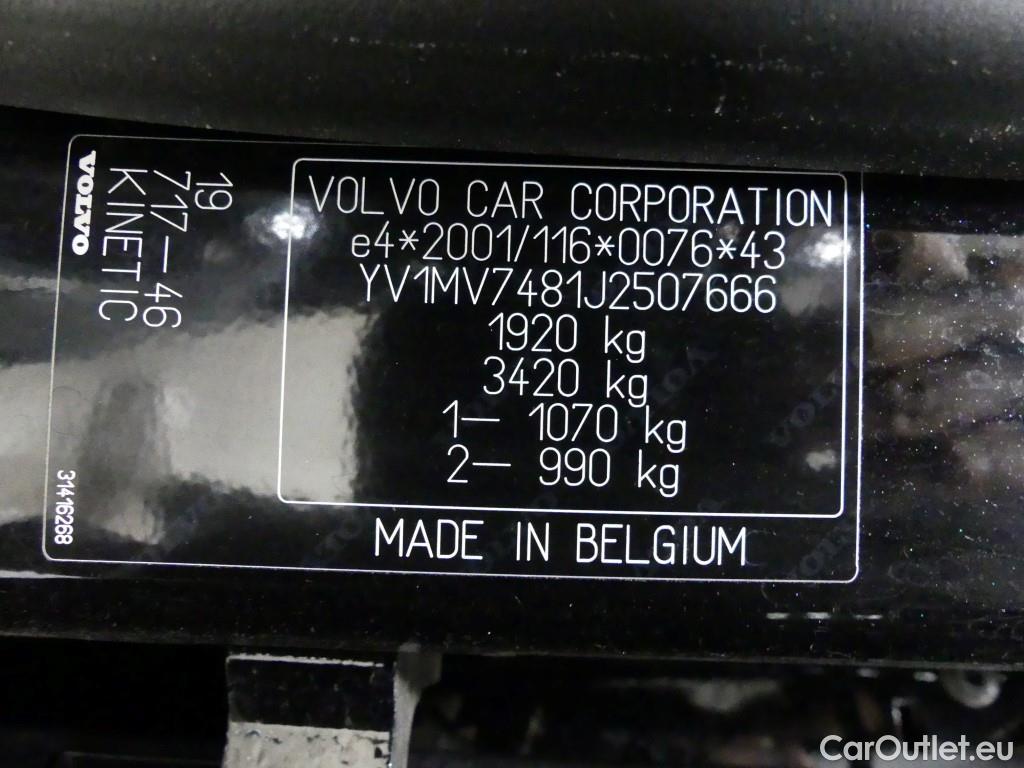 VOLVO
19
717-46
KINETIC
31416268
VOLVO CAR CORPORATION
e4*2001/116*0076*43
YV1MV7481J2507666
1920 kg
3420 kg
1— 1070 kg
2— 990 kg
MADE IN BELGIUM
CarOutlet.eu